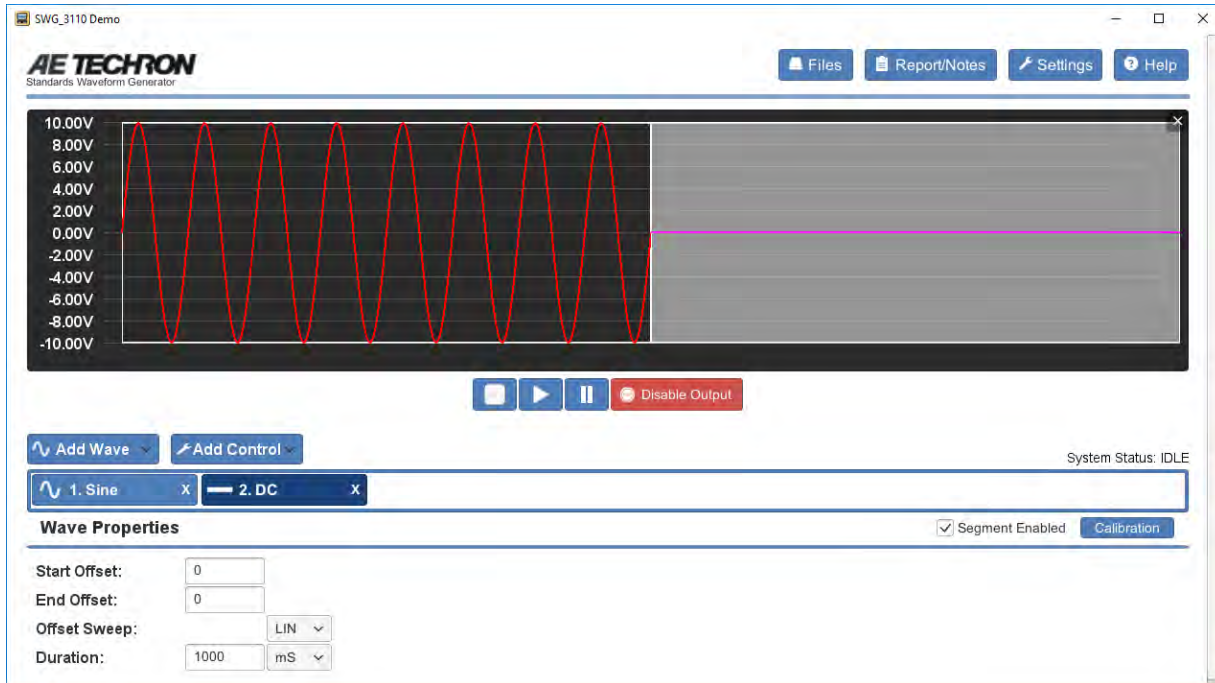 SWG_3110 Demo
AE TECHRON
Standards Waveform Generator
Files Report/Notes Settings Help
10.00V
8.00V
6.00V
4.00V
2.00V
0.00V
-2.00V
-4.00V
-6.00V
-8.00V
-10.00V
Disable Output
Add Wave Add Control
System Status: IDLE
1. Sine X 2. DC X
Wave Properties Segment Enabled Calibration
Start Offset: 0
End Offset: 0
Offset Sweep: LIN
Duration: 1000 mS